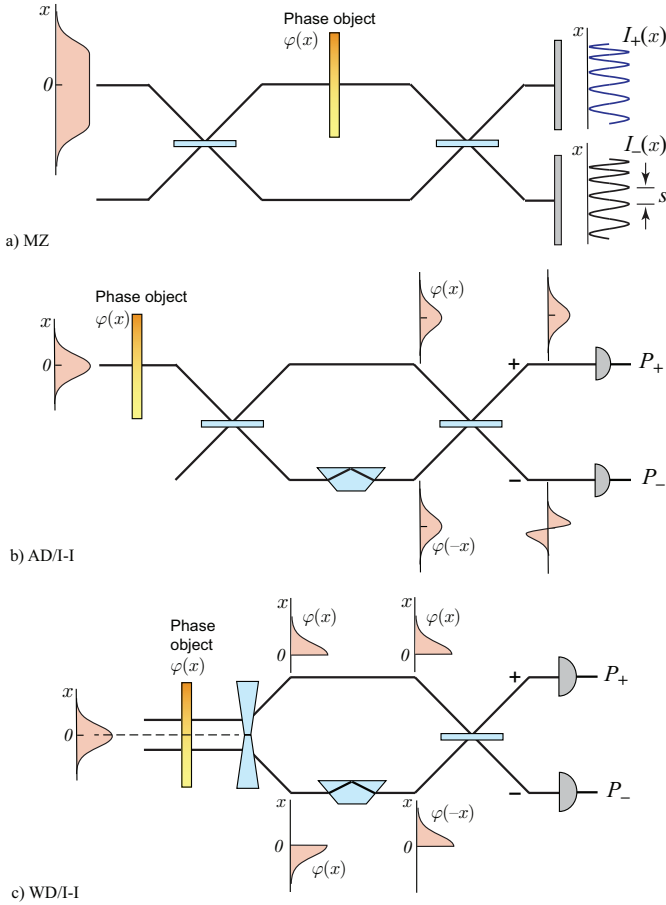 Phase object
φ(x)
x
0
x
I₊(x)
x
I₋(x)
s
a) MZ
Phase object
φ(x)
x
0
φ(x)
+
P₊
−
P₋
φ(−x)
b) AD/I-I
Phase
object
φ(x)
x
0
x
φ(x)
0
x
φ(x)
0
+
P₊
−
P₋
x
0
φ(x)
x
φ(−x)
0
c) WD/I-I